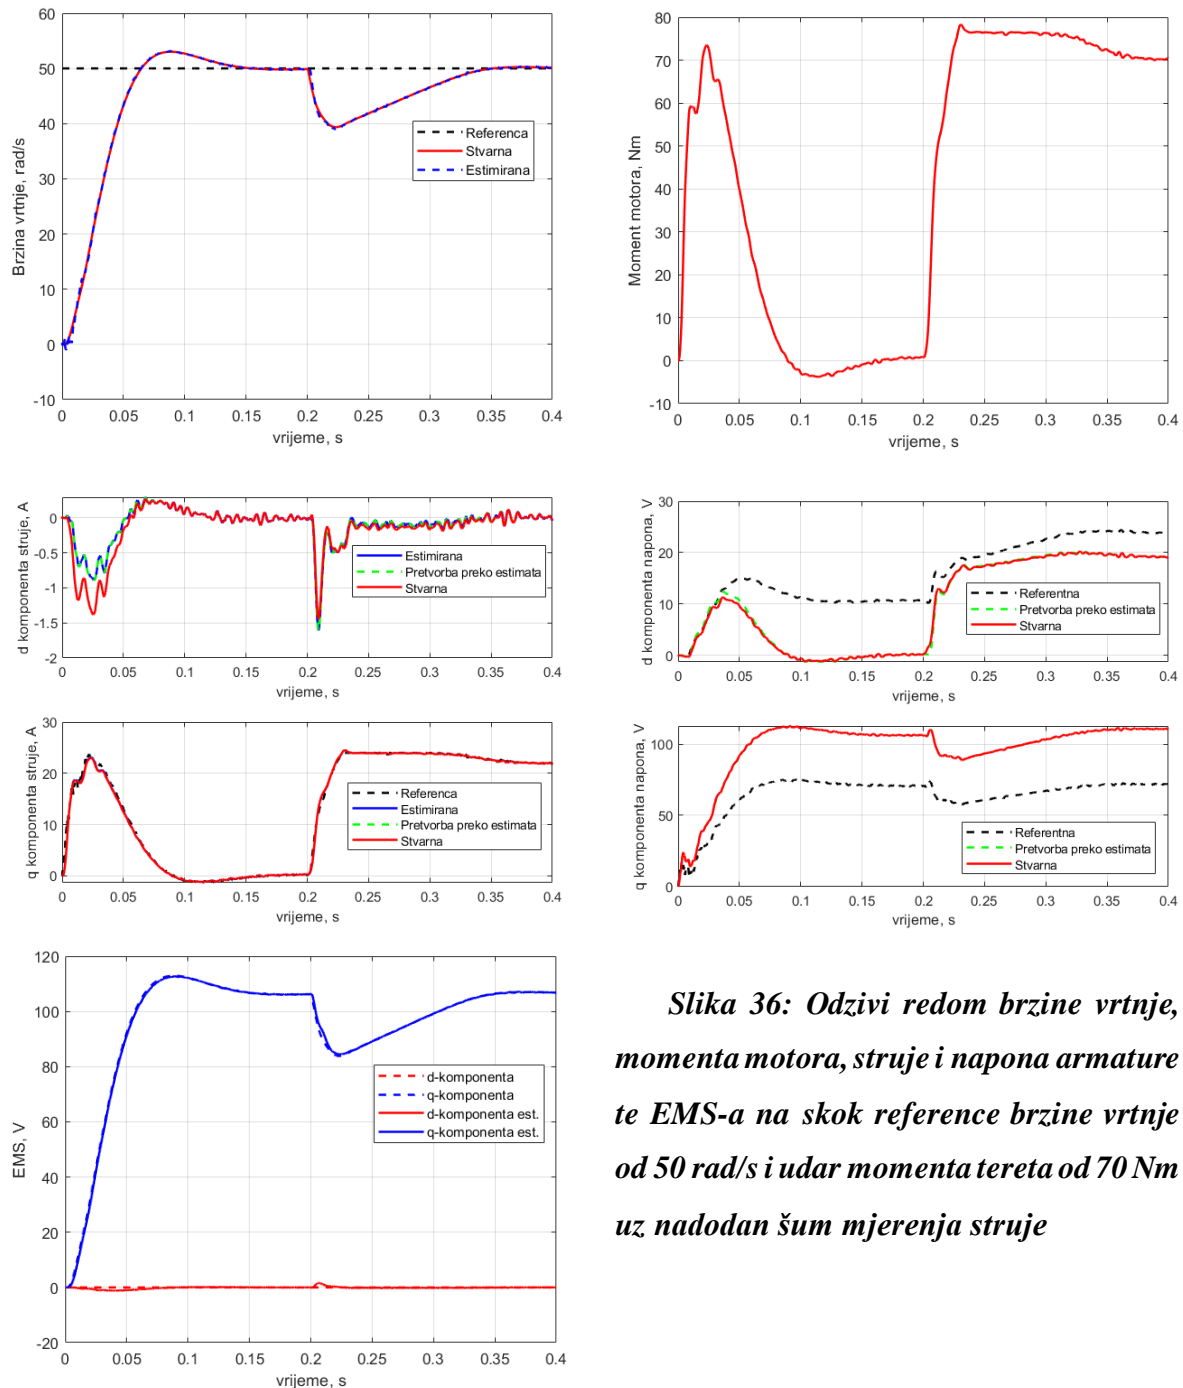 60
50
40
30
20
10
0
-10
Brzina vrtnje, rad/s
Referenca
Stvarna
Estimirana
0 0.05 0.1 0.15 0.2 0.25 0.3 0.35 0.4
vrijeme, s
80
70
60
50
40
30
20
10
0
-10
Moment motora, Nm
0 0.05 0.1 0.15 0.2 0.25 0.3 0.35 0.4
vrijeme, s
0
-0.5
-1
-1.5
-2
d komponenta struje, A
Estimirana
Pretvorba preko estimata
Stvarna
0 0.05 0.1 0.15 0.2 0.25 0.3 0.35 0.4
vrijeme, s
30
20
10
0
d komponenta napona, V
Referentna
Pretvorba preko estimata
Stvarna
0 0.05 0.1 0.15 0.2 0.25 0.3 0.35 0.4
vrijeme, s
30
20
10
0
q komponenta struje, A
Referenca
Estimirana
Pretvorba preko estimata
Stvarna
0 0.05 0.1 0.15 0.2 0.25 0.3 0.35 0.4
vrijeme, s
100
50
0
q komponenta napona, V
Referentna
Pretvorba preko estimata
Stvarna
0 0.05 0.1 0.15 0.2 0.25 0.3 0.35 0.4
vrijeme, s
120
100
80
60
40
20
0
-20
EMS, V
d-komponenta
q-komponenta
d-komponenta est.
q-komponenta est.
0 0.05 0.1 0.15 0.2 0.25 0.3 0.35 0.4
vrijeme, s
Slika 36: Odzivi redom brzine vrtnje,
momenta motora, struje i napona armature
te EMS-a na skok reference brzine vrtnje
od 50 rad/s i udar momenta tereta od 70 Nm
uz nadodan šum mjerenja struje